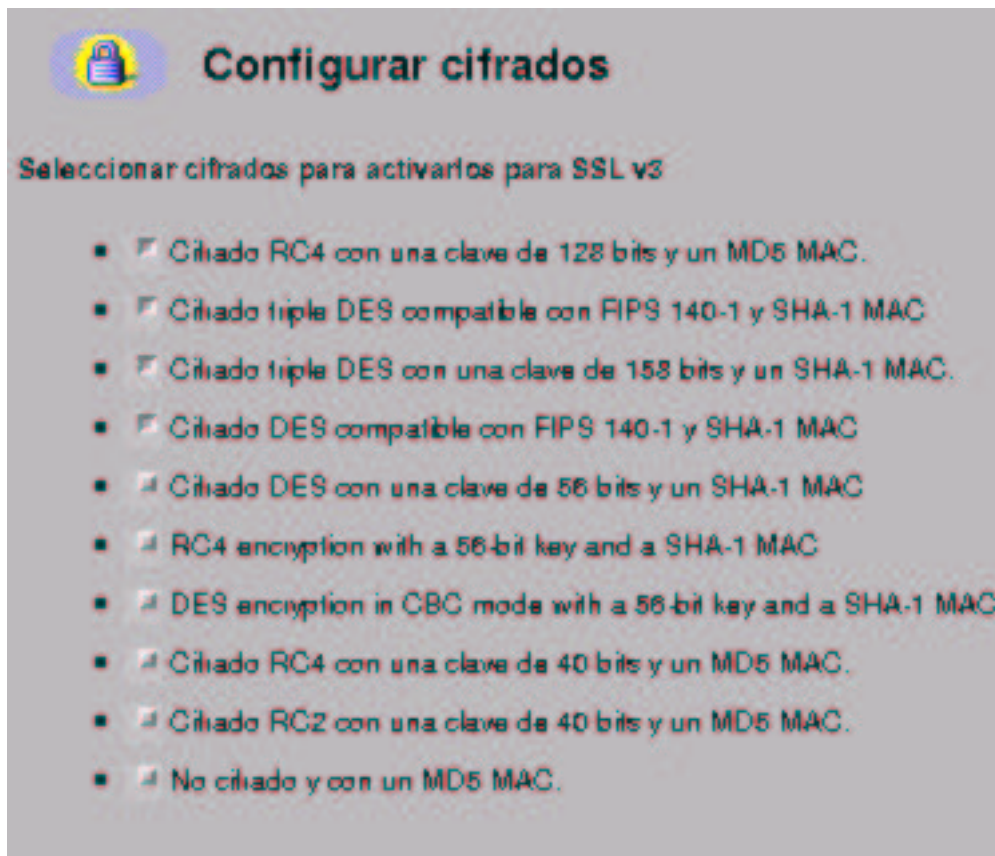 Configurar cifrados
Seleccionar cifrados para activarlos para SSL v3
Cifrado RC4 con una clave de 128 bits y un MD5 MAC.
Cifrado triple DES compatible con FIPS 140-1 y SHA-1 MAC
Cifrado triple DES con una clave de 158 bits y un SHA-1 MAC.
Cifrado DES compatible con FIPS 140-1 y SHA-1 MAC
Cifrado DES con una clave de 56 bits y un SHA-1 MAC
RC4 encryption with a 56-bit key and a SHA-1 MAC
DES encryption in CBC mode with a 56-bit key and a SHA-1 MAC
Cifrado RC4 con una clave de 40 bits y un MD5 MAC.
Cifrado RC2 con una clave de 40 bits y un MD5 MAC.
No cifrado y con un MD5 MAC.